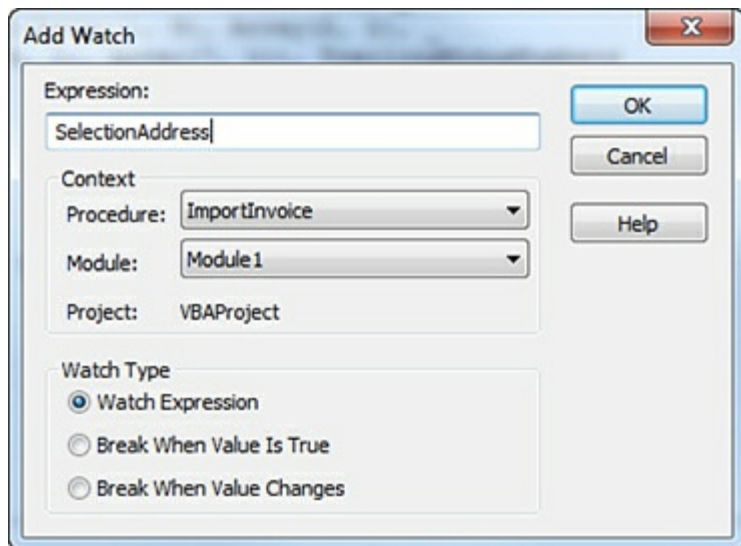 Add Watch
Expression:
OK
SelectionAddress
Cancel
Context
Procedure: ImportInvoice
Help
Module: Module1
Project: VBAProject
Watch Type
Watch Expression
Break When Value Is True
Break When Value Changes